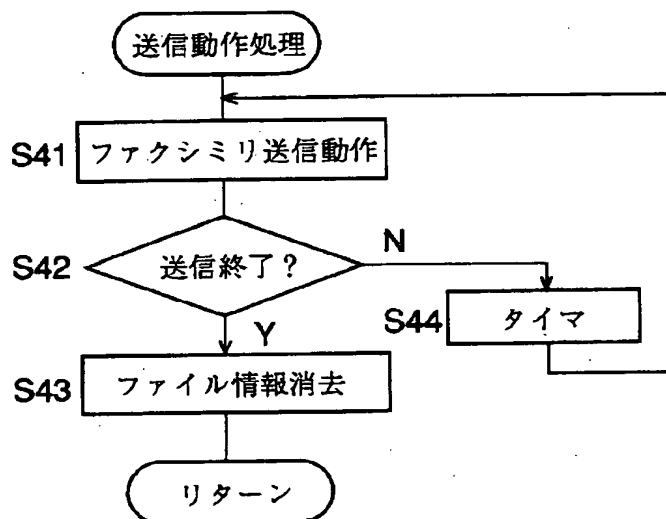 送信動作処理
S41
ファクシミリ送信動作
S42
送信終了?
N
Y
S44
タイマ
S43
ファイル情報消去
リターン